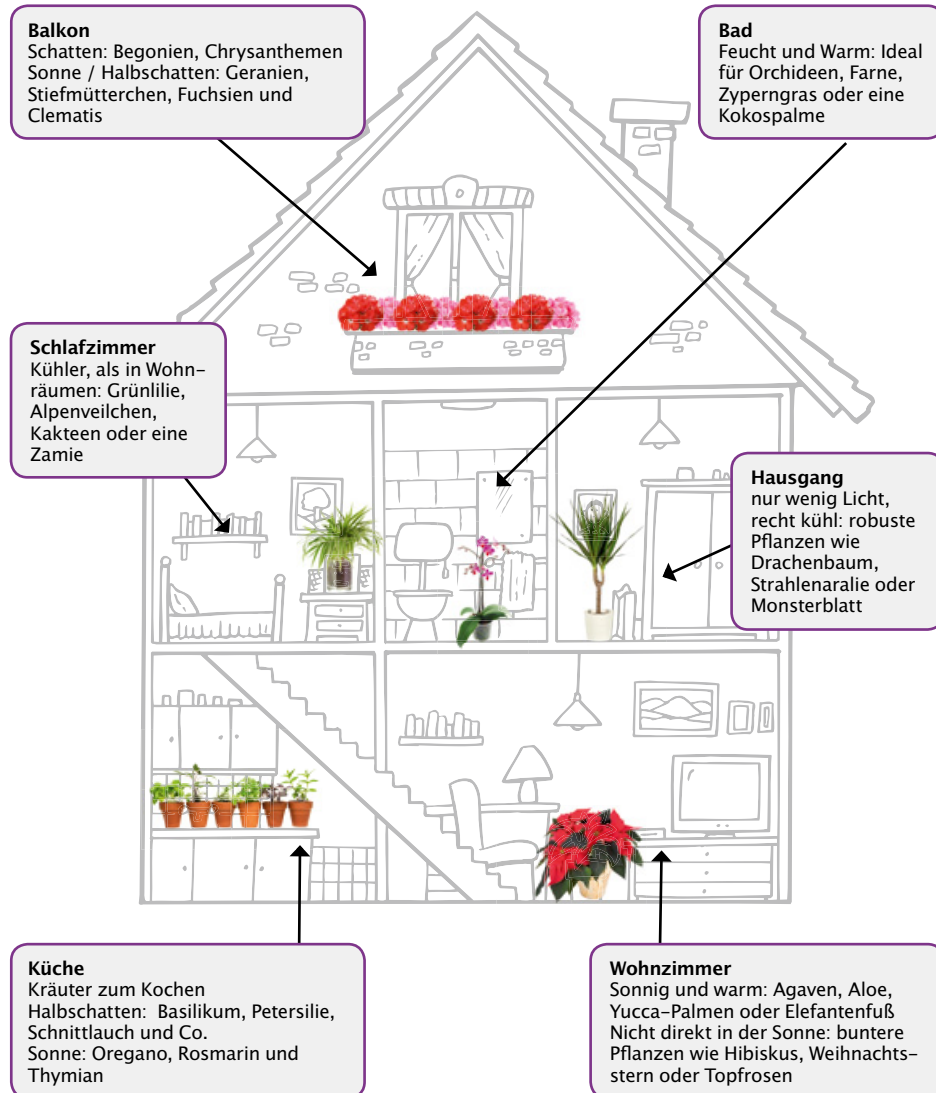 Balkon
Schatten: Begonien, Chrysanthemen
Sonne / Halbschatten: Geranien,
Stiefmütterchen, Fuchsien und
Clematis
Bad
Feucht und Warm: Ideal
für Orchideen, Farne,
Zyperngras oder eine
Kokospalme
Schlafzimmer
Kühler, als in Wohn-
räumen: Grünlilie,
Alpenveilchen,
Kakteen oder eine
Zamie
Hausgang
nur wenig Licht,
recht kühl: robuste
Pflanzen wie
Drachenbaum,
Strahlenaralie oder
Monsterblatt
Küche
Kräuter zum Kochen
Halbschatten: Basilikum, Petersilie,
Schnittlauch und Co.
Sonne: Oregano, Rosmarin und
Thymian
Wohnzimmer
Sonnig und warm: Agaven, Aloe,
Yucca-Palmen oder Elefantenfuß
Nicht direkt in der Sonne: buntere
Pflanzen wie Hibiskus, Weihnachts-
stern oder Topfrosen